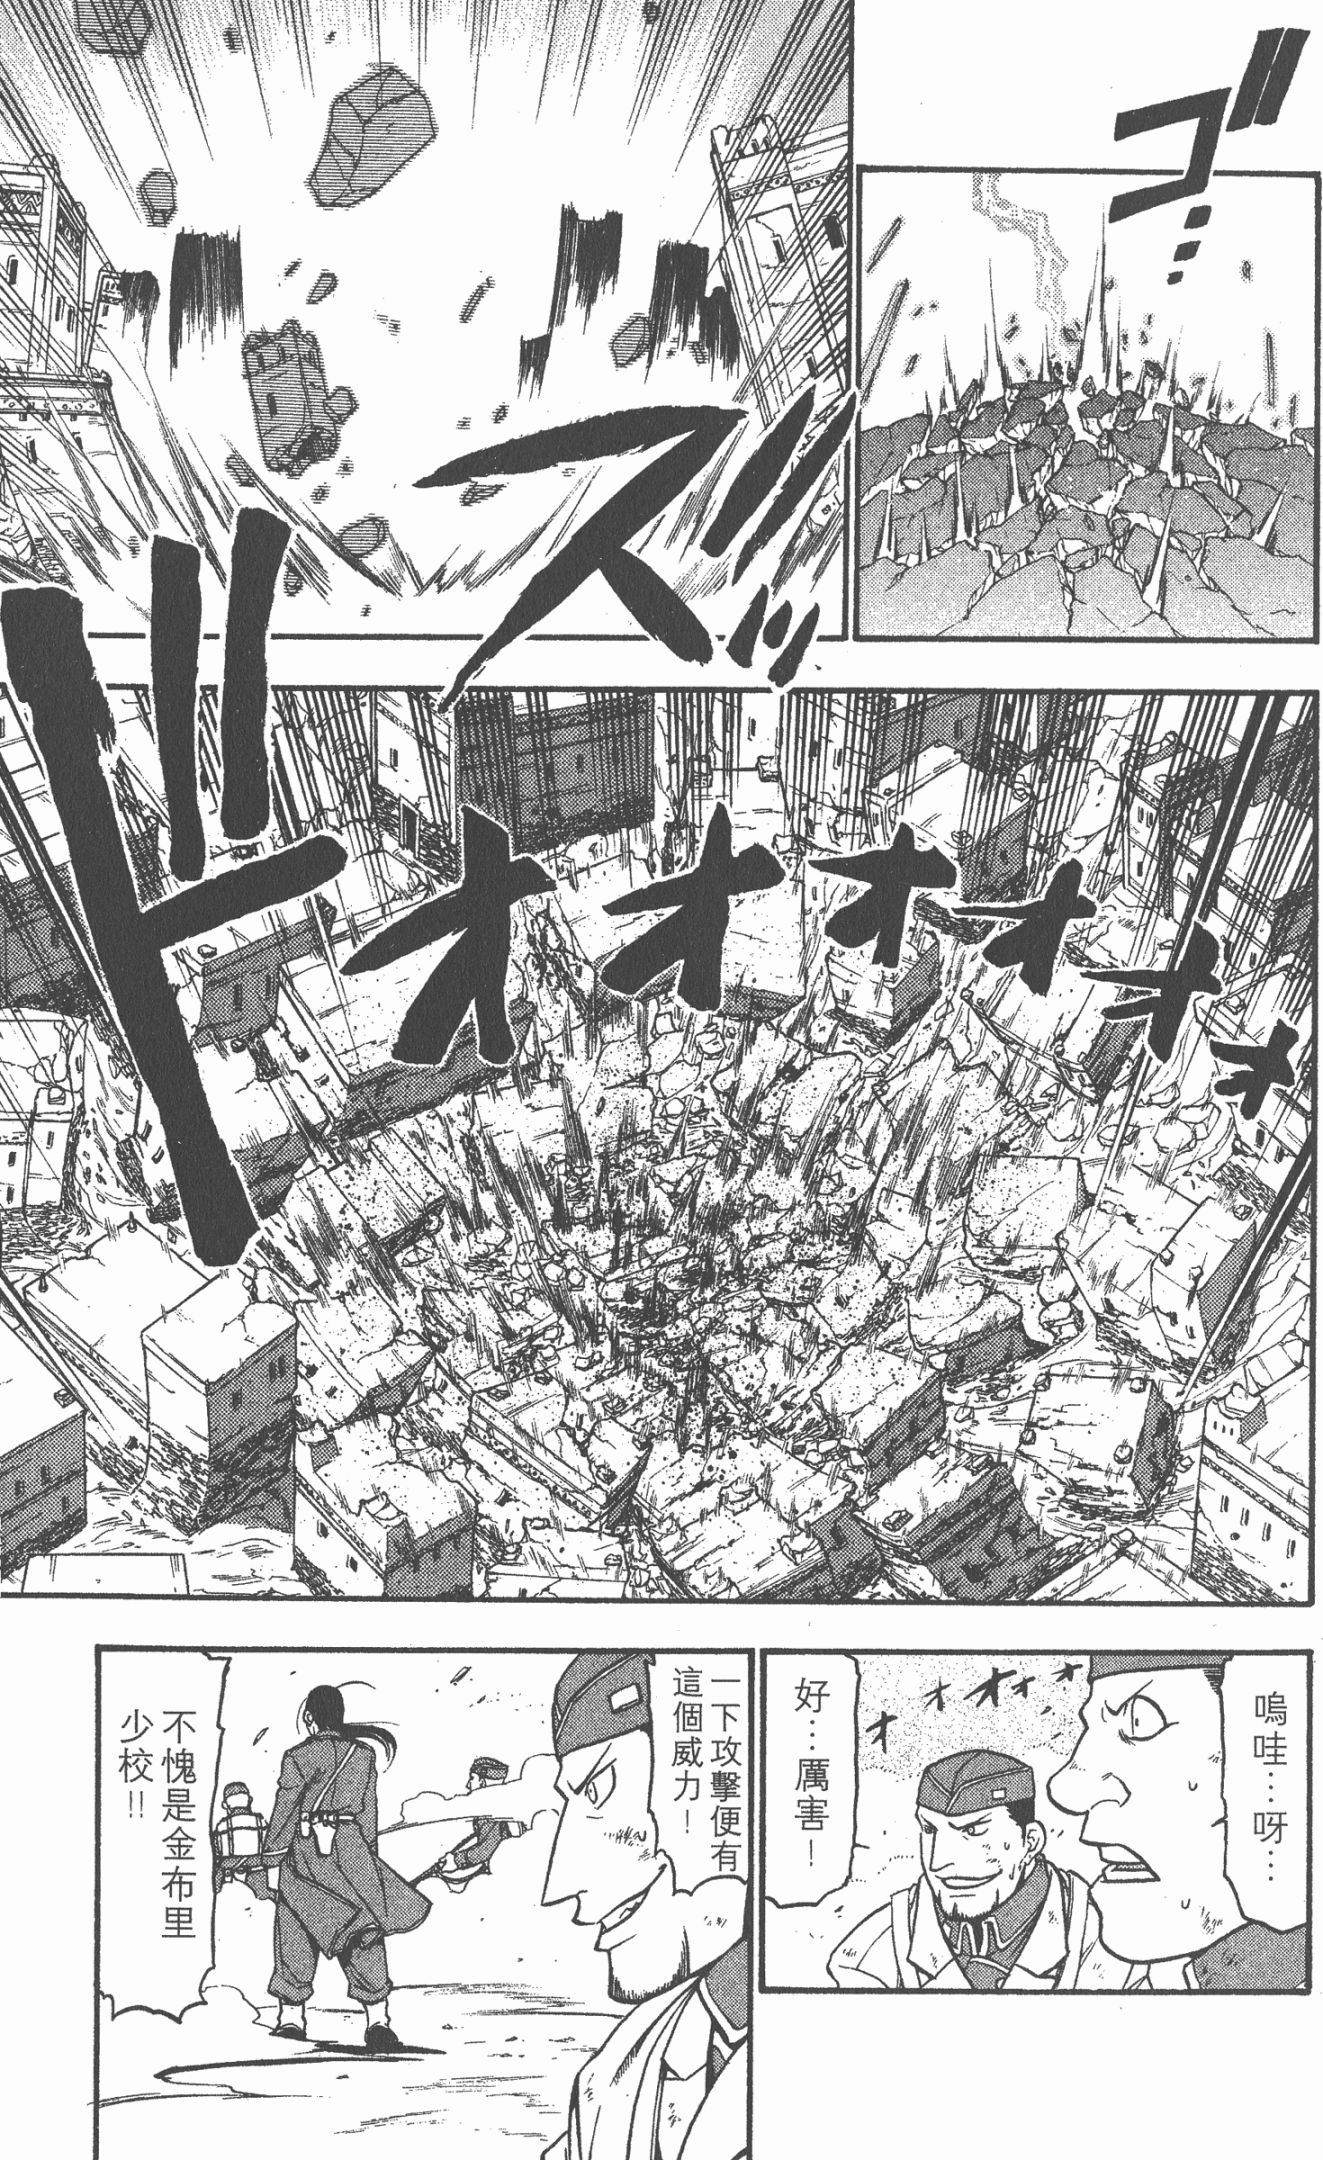 ゴ
ズズッ
ドオオオオオオ
オオオオ
嗚哇…呀…
好…厲害！
一下攻擊便有
這個威力！
不愧是金布里
少校！！